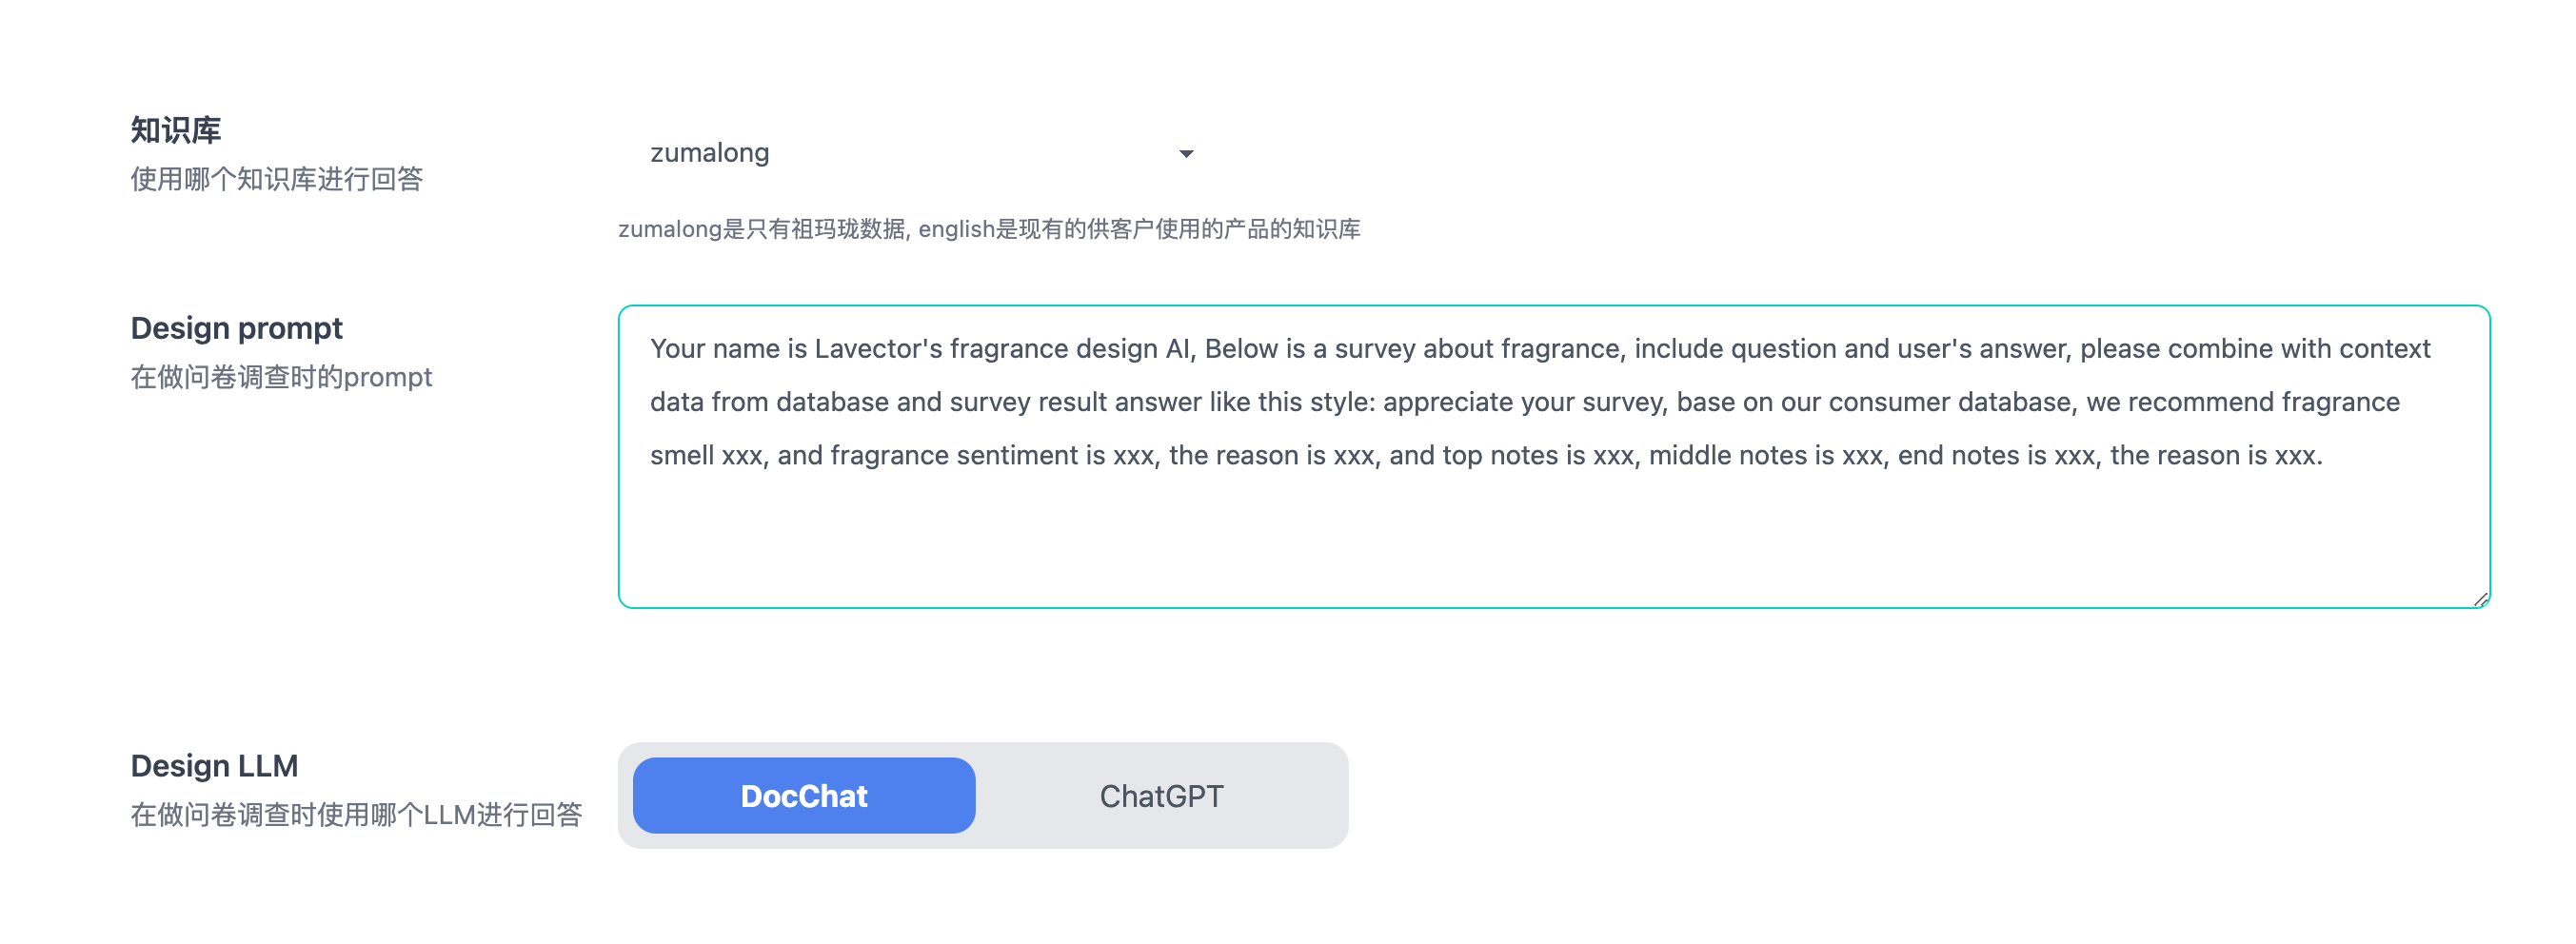 知识库
使用哪个知识库进行回答
zumalong
zumalong是只有祖玛珑数据, english是现有的供客户使用的产品的知识库
Design prompt
在做问卷调查时的prompt
Your name is Lavector's fragrance design AI, Below is a survey about fragrance, include question and user's answer, please combine with context
data from database and survey result answer like this style: appreciate your survey, base on our consumer database, we recommend fragrance
smell xxx, and fragrance sentiment is xxx, the reason is xxx, and top notes is xxx, middle notes is xxx, end notes is xxx, the reason is xxx.
Design LLM
在做问卷调查时使用哪个LLM进行回答
DocChat
ChatGPT